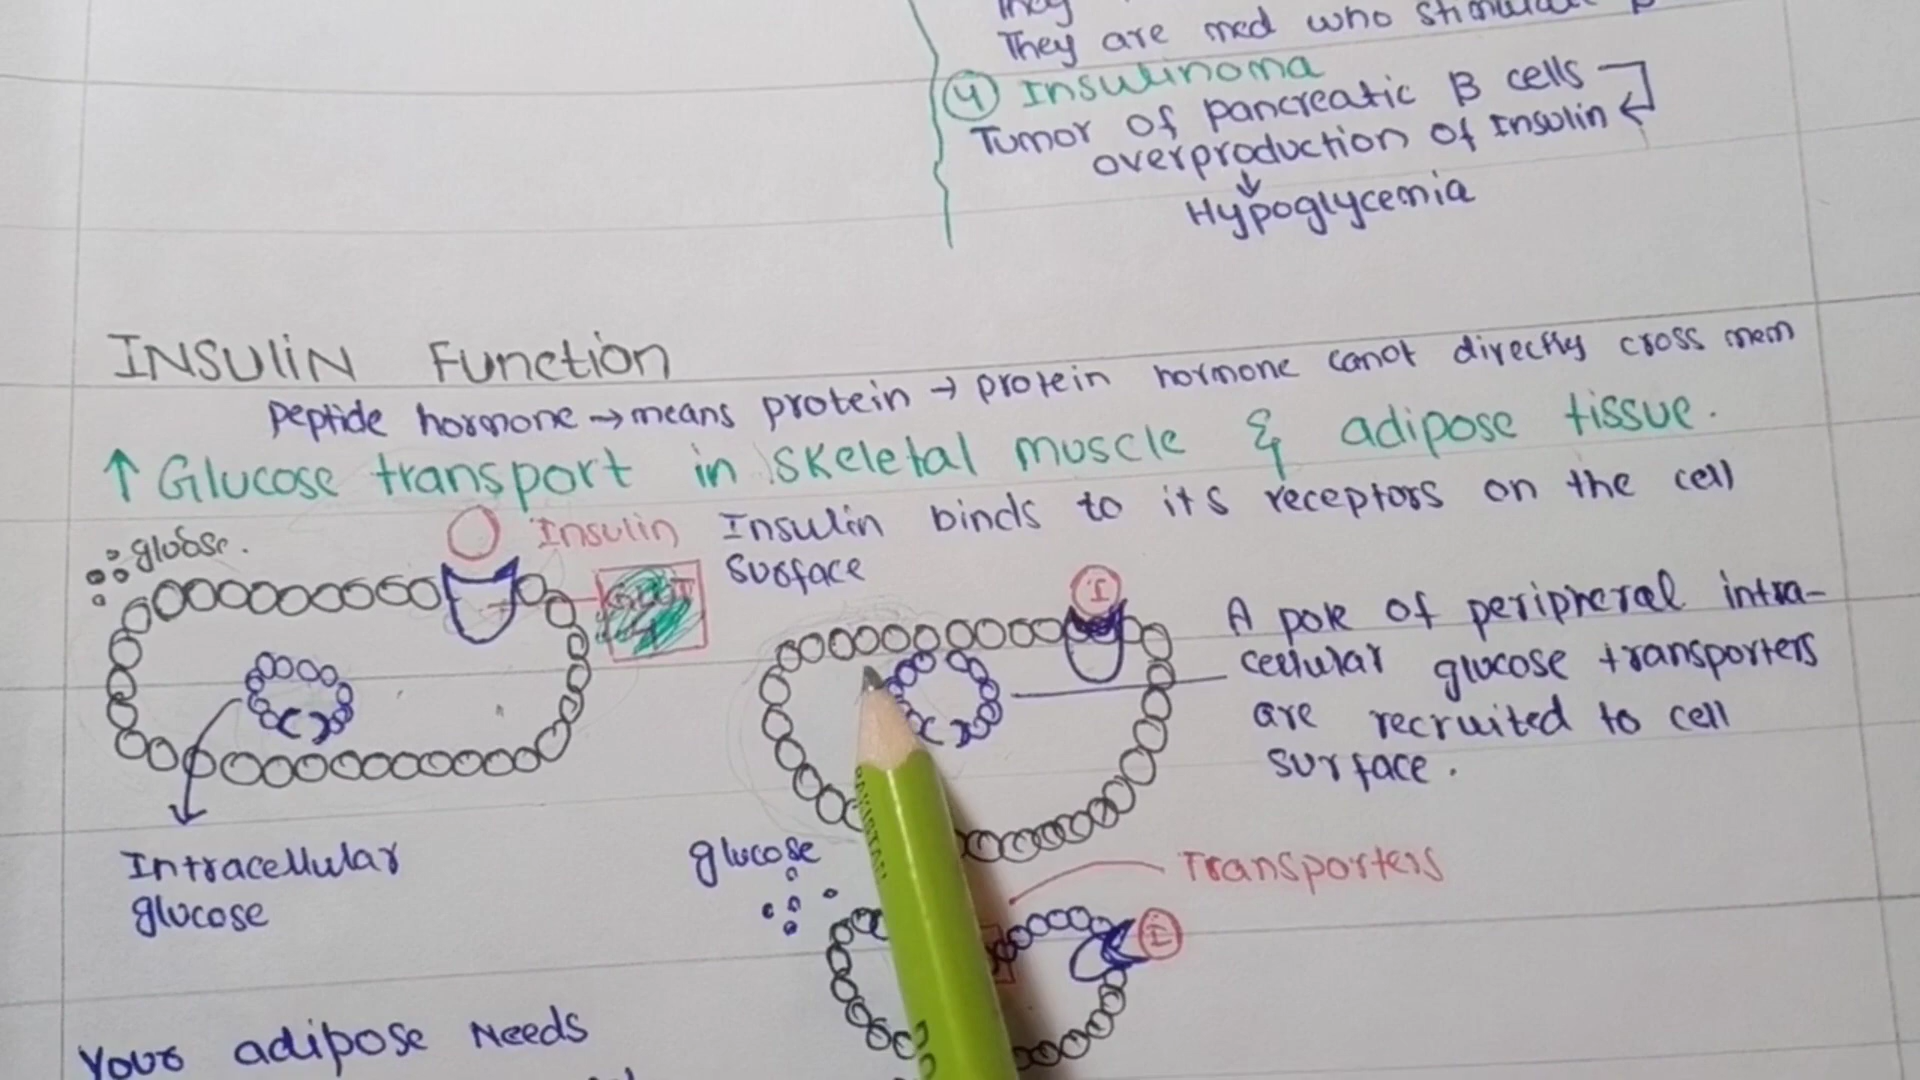 They
They are med who stimulate β
④ Insulinoma
Tumor of pancreatic β cells
overproduction of Insulin
Hypoglycemia
INSULIN Function
Peptide hormone → means protein → protein hormone canot directly cross mem
↑ Glucose transport in skeletal muscle & adipose tissue.
glucose.
Insulin
Insulin binds to its receptors on the cell
surface
I
A pole of peripheral intra-
cellular glucose transporters
are recruited to cell
surface.
Intracellular
glucose
glucose
Transporters
I
Your adipose Needs
PAKISTAN